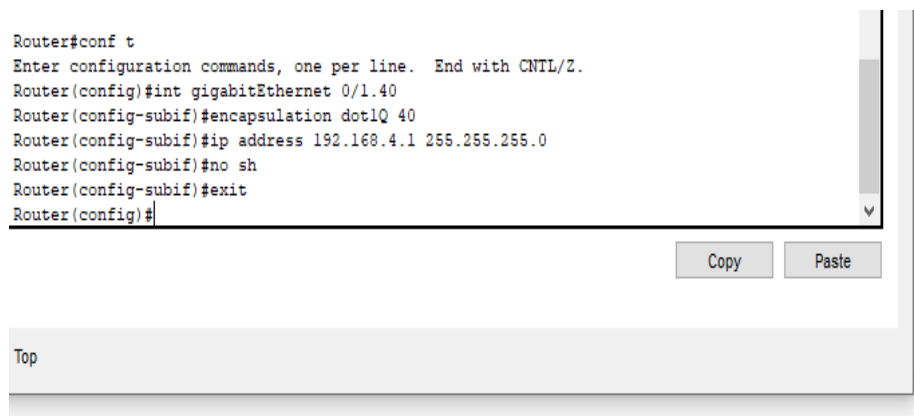 Router#conf t
Enter configuration commands, one per line.  End with CNTL/Z.
Router(config)#int gigabitEthernet 0/1.40
Router(config-subif)#encapsulation dot1Q 40
Router(config-subif)#ip address 192.168.4.1 255.255.255.0
Router(config-subif)#no sh
Router(config-subif)#exit
Router(config)#
Copy Paste
Top